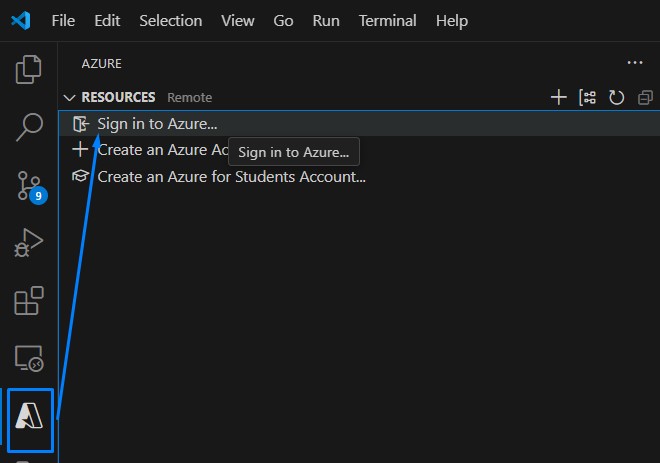 File Edit Selection View Go Run Terminal Help
AZURE
RESOURCES Remote
Sign in to Azure...
Create an Azure Ac
Sign in to Azure...
Create an Azure for Students Account...
9